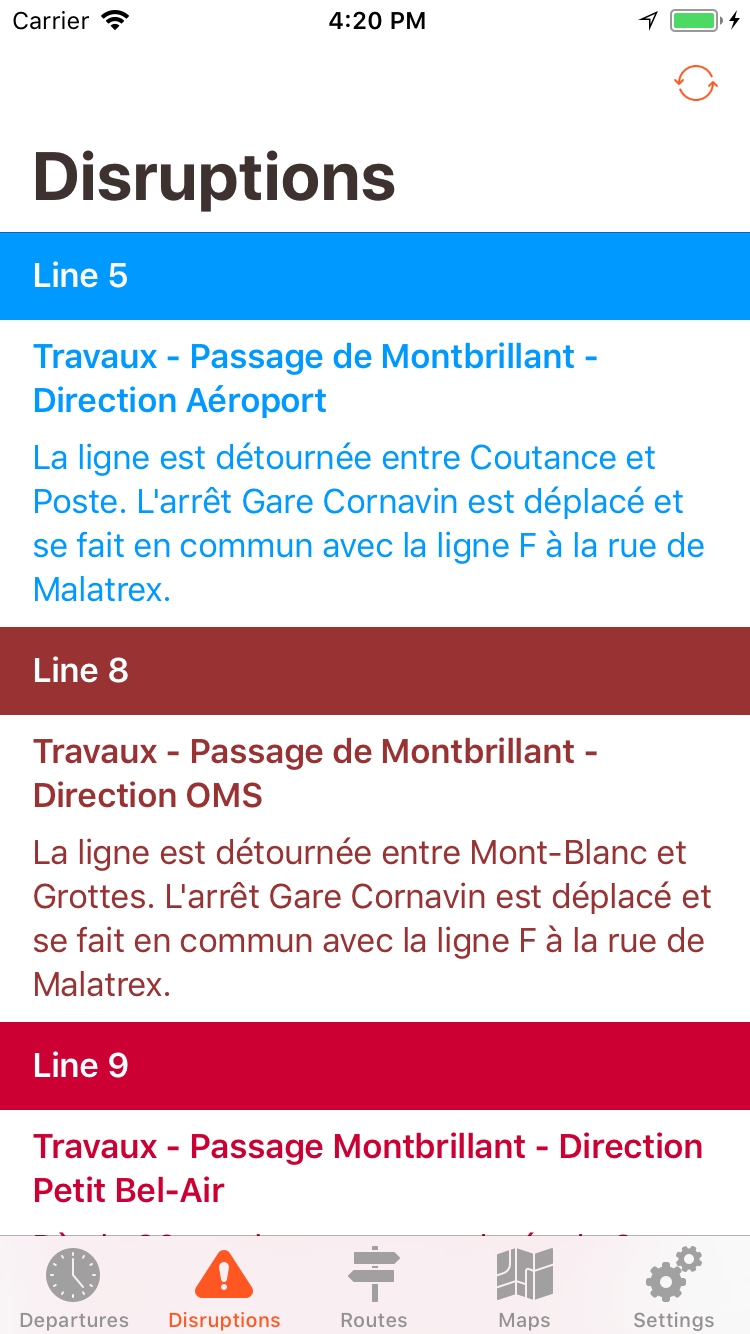 Carrier 4:20 PM
Disruptions
Line 5
Travaux - Passage de Montbrillant -
Direction Aéroport
La ligne est détournée entre Coutance et
Poste. L'arrêt Gare Cornavin est déplacé et
se fait en commun avec la ligne F à la rue de
Malatrex.
Line 8
Travaux - Passage de Montbrillant -
Direction OMS
La ligne est détournée entre Mont-Blanc et
Grottes. L'arrêt Gare Cornavin est déplacé et
se fait en commun avec la ligne F à la rue de
Malatrex.
Line 9
Travaux - Passage Montbrillant - Direction
Petit Bel-Air
Departures Disruptions Routes Maps Settings